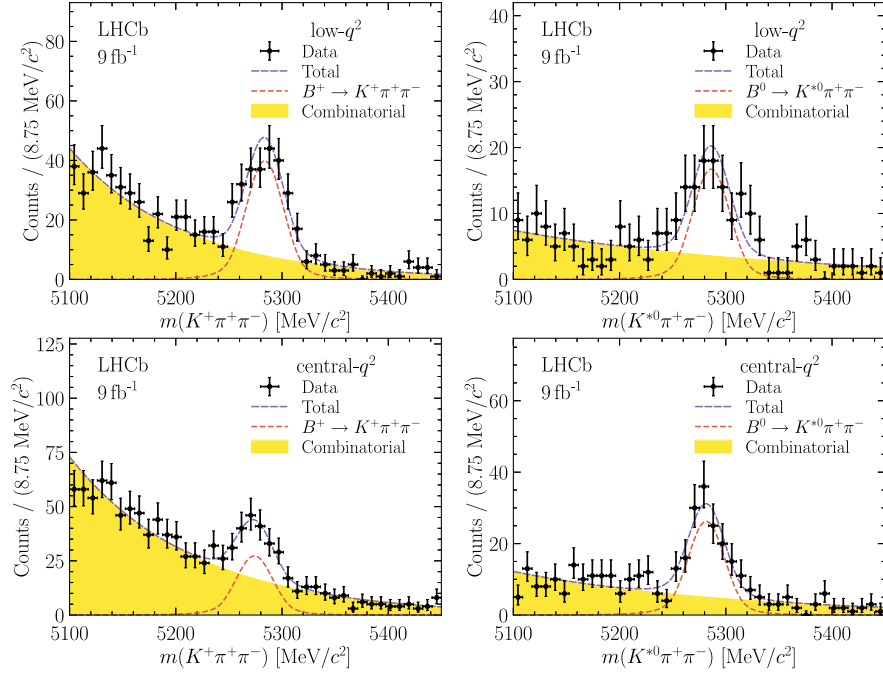 LHCb
9 fb⁻¹
low-q²
Data
Total
B⁺ → K⁺π⁺π⁻
Combinatorial
Counts / (8.75 MeV/c²)
80
60
40
20
0
5100 5200 5300 5400
m(K⁺π⁺π⁻) [MeV/c²]
LHCb
9 fb⁻¹
low-q²
Data
Total
B⁰ → K*⁰π⁺π⁻
Combinatorial
Counts / (8.75 MeV/c²)
40
30
20
10
0
5100 5200 5300 5400
m(K*⁰π⁺π⁻) [MeV/c²]
LHCb
9 fb⁻¹
central-q²
Data
Total
B⁺ → K⁺π⁺π⁻
Combinatorial
Counts / (8.75 MeV/c²)
125
100
75
50
25
0
5100 5200 5300 5400
m(K⁺π⁺π⁻) [MeV/c²]
LHCb
9 fb⁻¹
central-q²
Data
Total
B⁰ → K*⁰π⁺π⁻
Combinatorial
Counts / (8.75 MeV/c²)
60
40
20
0
5100 5200 5300 5400
m(K*⁰π⁺π⁻) [MeV/c²]